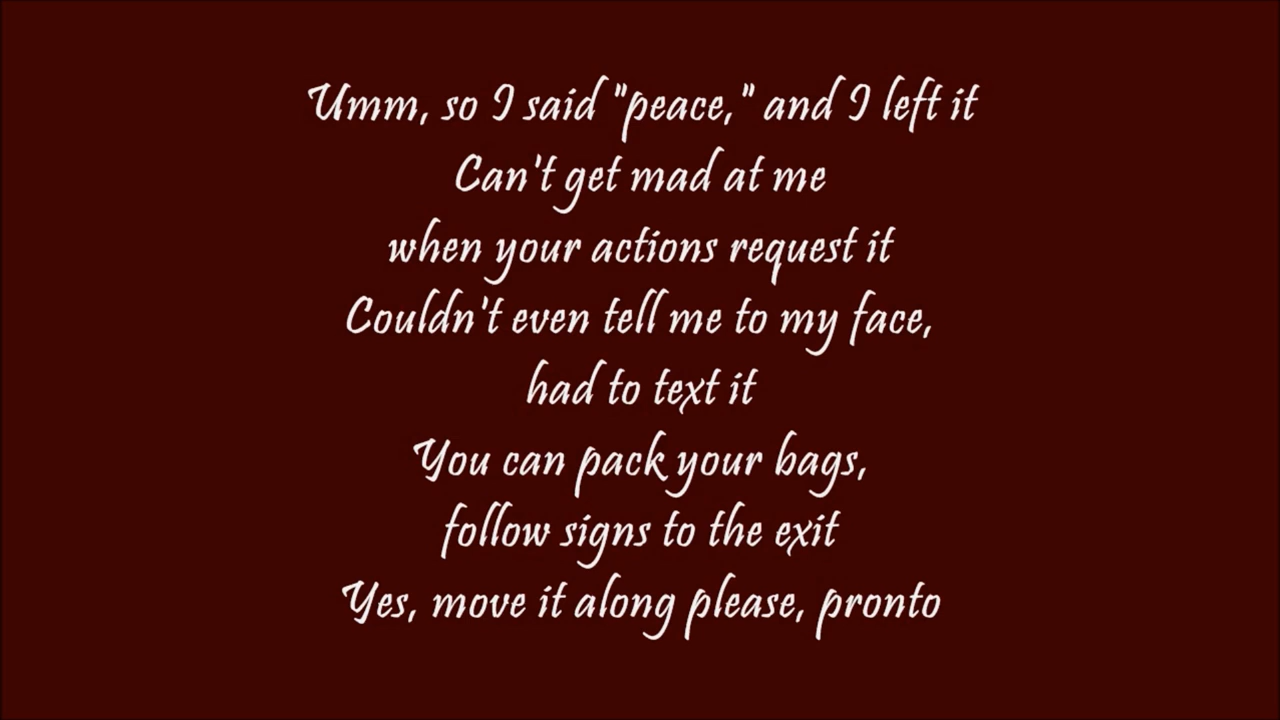 Umm, so I said "peace," and I left it
Can't get mad at me
when your actions request it
Couldn't even tell me to my face,
had to text it
You can pack your bags,
follow signs to the exit
Yes, move it along please, pronto